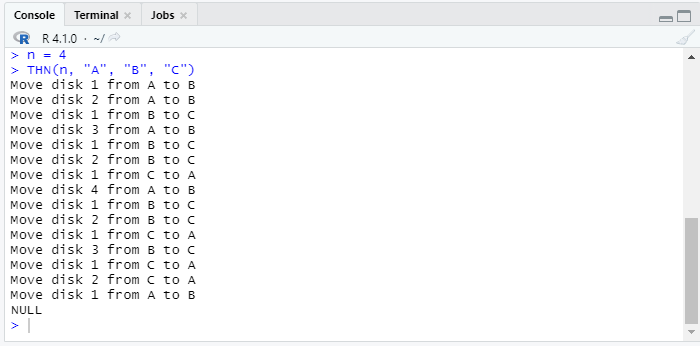 Console Terminal Jobs
R R 4.1.0 · ~/
> n = 4
> THN(n, "A", "B", "C")
Move disk 1 from A to B
Move disk 2 from A to B
Move disk 1 from B to C
Move disk 3 from A to B
Move disk 1 from B to C
Move disk 2 from B to C
Move disk 1 from C to A
Move disk 4 from A to B
Move disk 1 from B to C
Move disk 2 from B to C
Move disk 1 from C to A
Move disk 3 from B to C
Move disk 1 from C to A
Move disk 2 from C to A
Move disk 1 from A to B
NULL
>